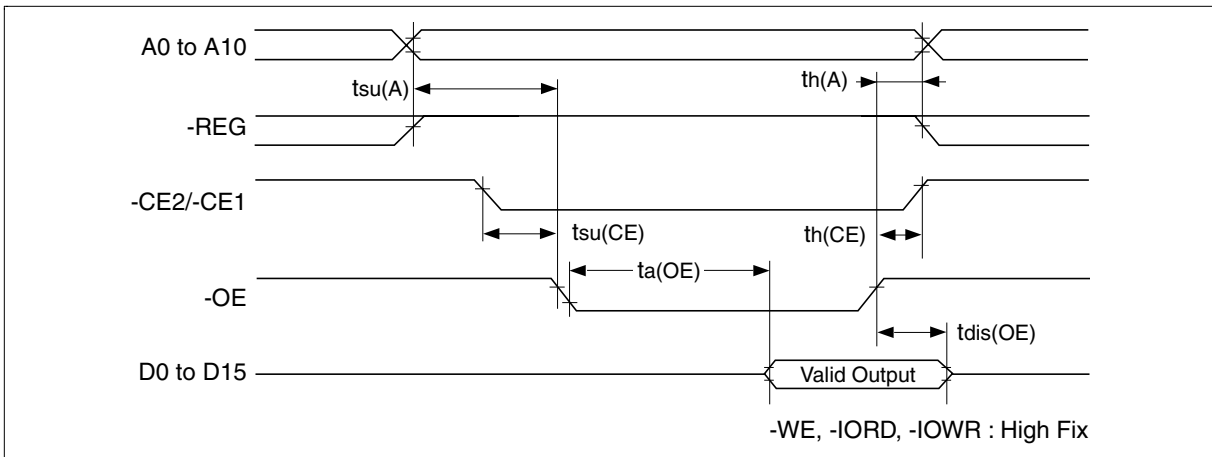 A0 to A10
tsu(A)
th(A)
-REG
-CE2/-CE1
tsu(CE)
th(CE)
ta(OE)
-OE
tdis(OE)
D0 to D15
Valid Output
-WE, -IORD, -IOWR : High Fix